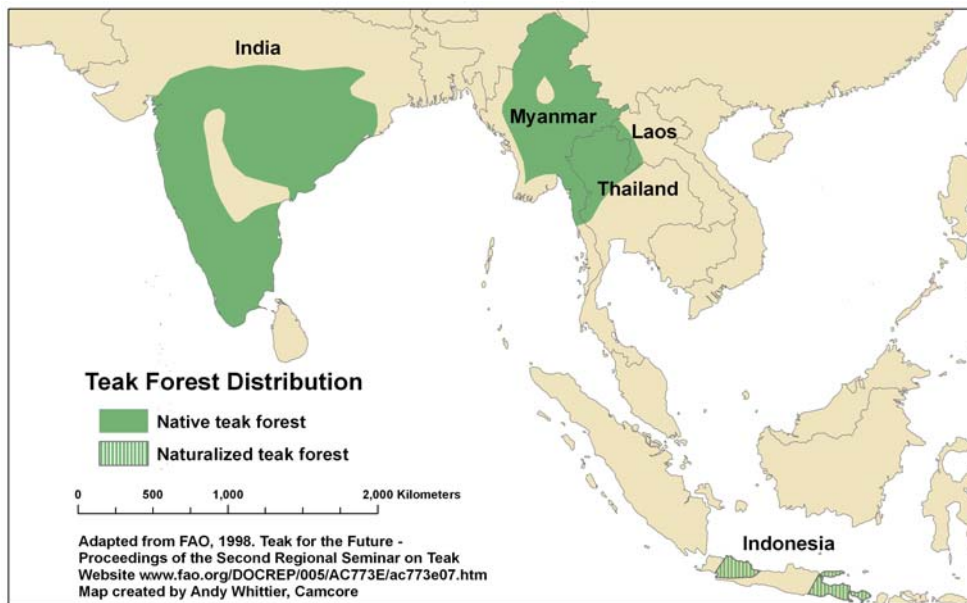 India
Myanmar
Laos
Thailand
Teak Forest Distribution
Native teak forest
Naturalized teak forest
0 500 1,000 2,000 Kilometers
Indonesia
Adapted from FAO, 1998. Teak for the Future -
Proceedings of the Second Regional Seminar on Teak
Website www.fao.org/DOCREP/005/AC773E/ac773e07.htm
Map created by Andy Whittier, Camcore